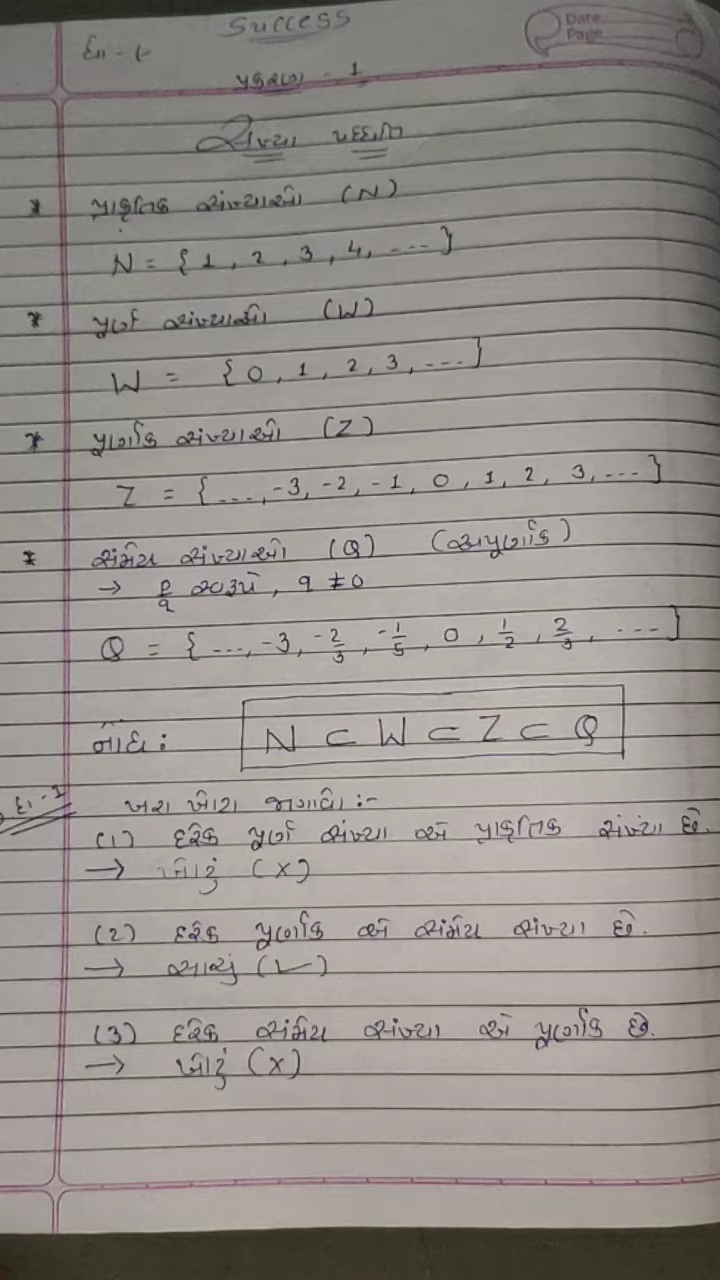 Success
Date
Page
ધો - ૯
પ્રકરણ - 1
સંખ્યા પદ્ધતિ
* પ્રાકૃતિક સંખ્યાઓ (N)
N = {1, 2, 3, 4, ...}
* પુર્ણ સંખ્યાઓ (W)
W = {0, 1, 2, 3, ...}
* પુર્ણાંક સંખ્યાઓ (Z)
Z = {..., -3, -2, -1, 0, 1, 2, 3, ...}
* સંમેય સંખ્યાઓ (Q) (અપુર્ણાંક)
→ p/q સ્વરૂપે, q ≠ 0
Q = {..., -3, -2/3, -1/5, 0, 1/2, 2/3, ...}
નોંધ: N ⊂ W ⊂ Z ⊂ Q
દા.-1 ખરા ખોટા જણાવો:-
(1) દરેક પુર્ણ સંખ્યા એ પ્રાકૃતિક સંખ્યા છે.
→ ખોટું (X)
(2) દરેક પુર્ણાંક એ સંમેય સંખ્યા છે.
→ સાચું (✓)
(3) દરેક સંમેય સંખ્યા એ પુર્ણાંક છે.
→ ખોટું (X)